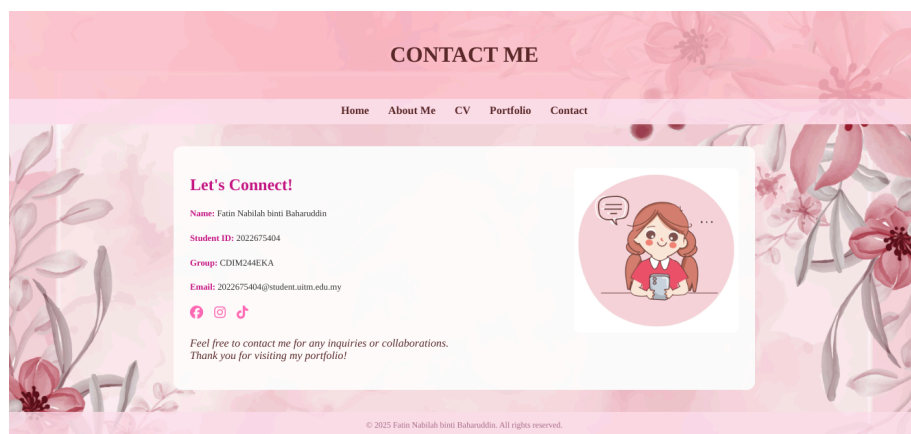 CONTACT ME
Home About Me CV Portfolio Contact
Let's Connect!
Name: Fatin Nabilah binti Baharuddin
Student ID: 2022675404
Group: CDIM244EKA
Email: 2022675404@student.uitm.edu.my
Feel free to contact me for any inquiries or collaborations.
Thank you for visiting my portfolio!
© 2025 Fatin Nabilah binti Baharuddin. All rights reserved.